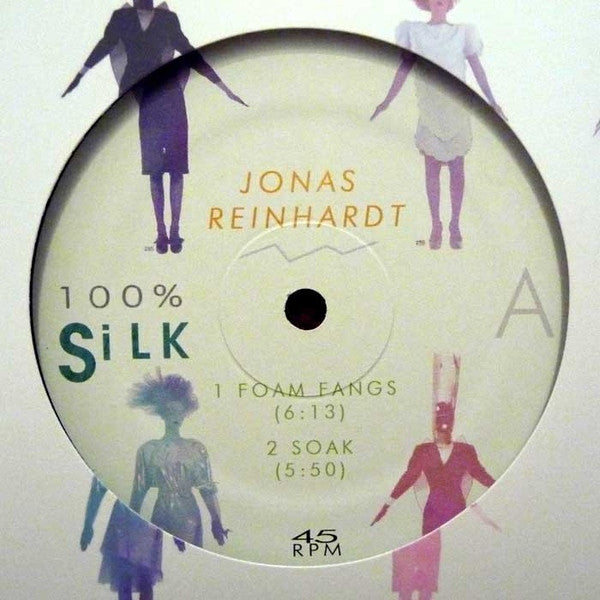 JONAS
REINHARDT
100%
SiLK
A
1 FOAM FANGS
(6:13)
2 SOAK
(5:50)
45
RPM